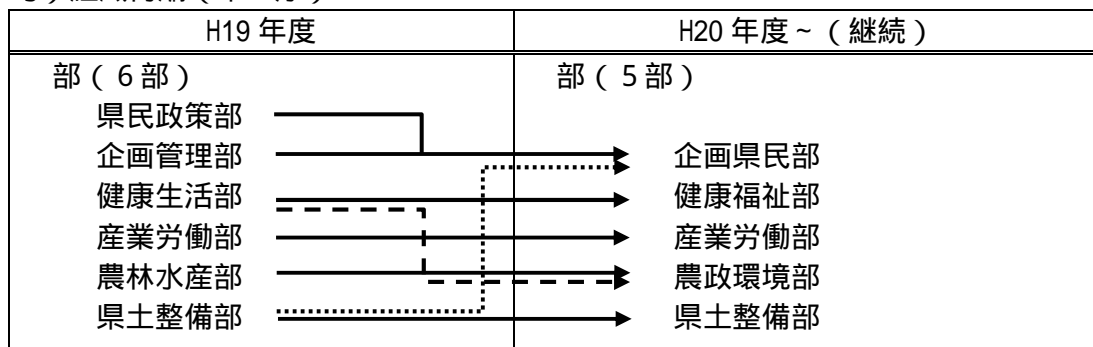 H19 年度 H20 年度~（継続）
部（６部） 部（５部）
県民政策部
企画管理部 企画県民部
健康生活部 健康福祉部
産業労働部 産業労働部
農林水産部 農政環境部
県土整備部 県土整備部